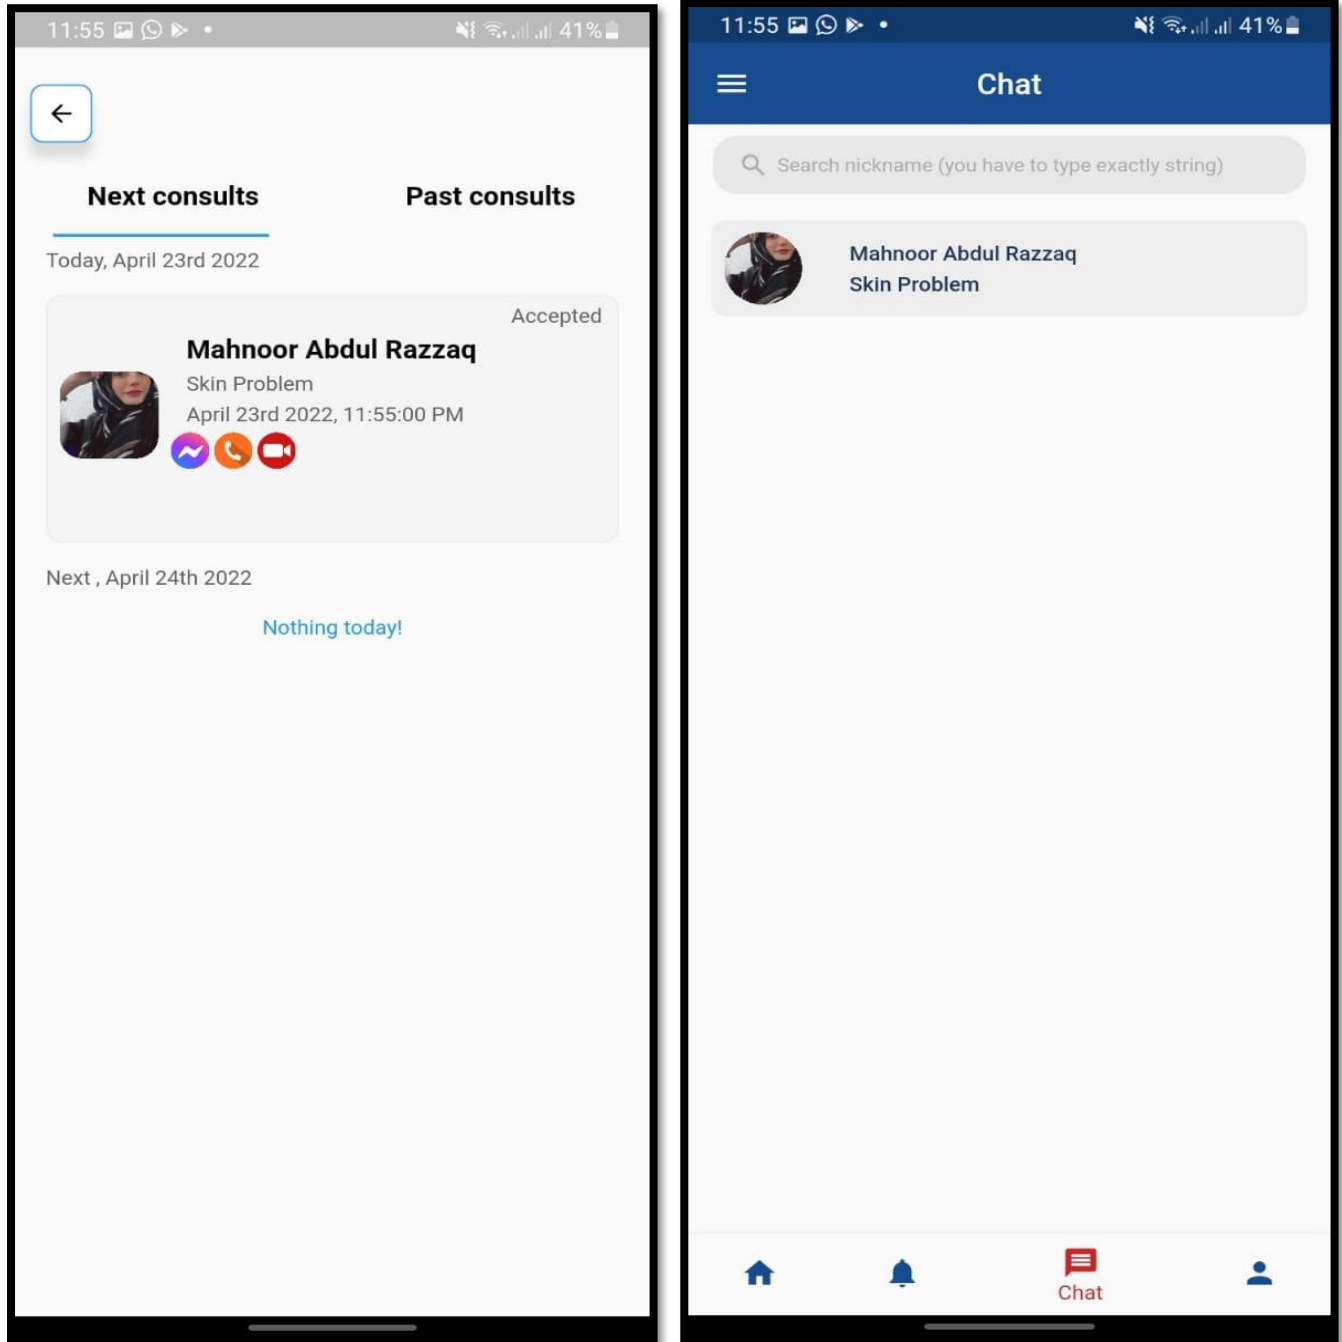 11:55
41%
Next consults
Past consults
Today, April 23rd 2022
Accepted
Mahnoor Abdul Razzaq
Skin Problem
April 23rd 2022, 11:55:00 PM
Next , April 24th 2022
Nothing today!
11:55
41%
Chat
Search nickname (you have to type exactly string)
Mahnoor Abdul Razzaq
Skin Problem
Chat